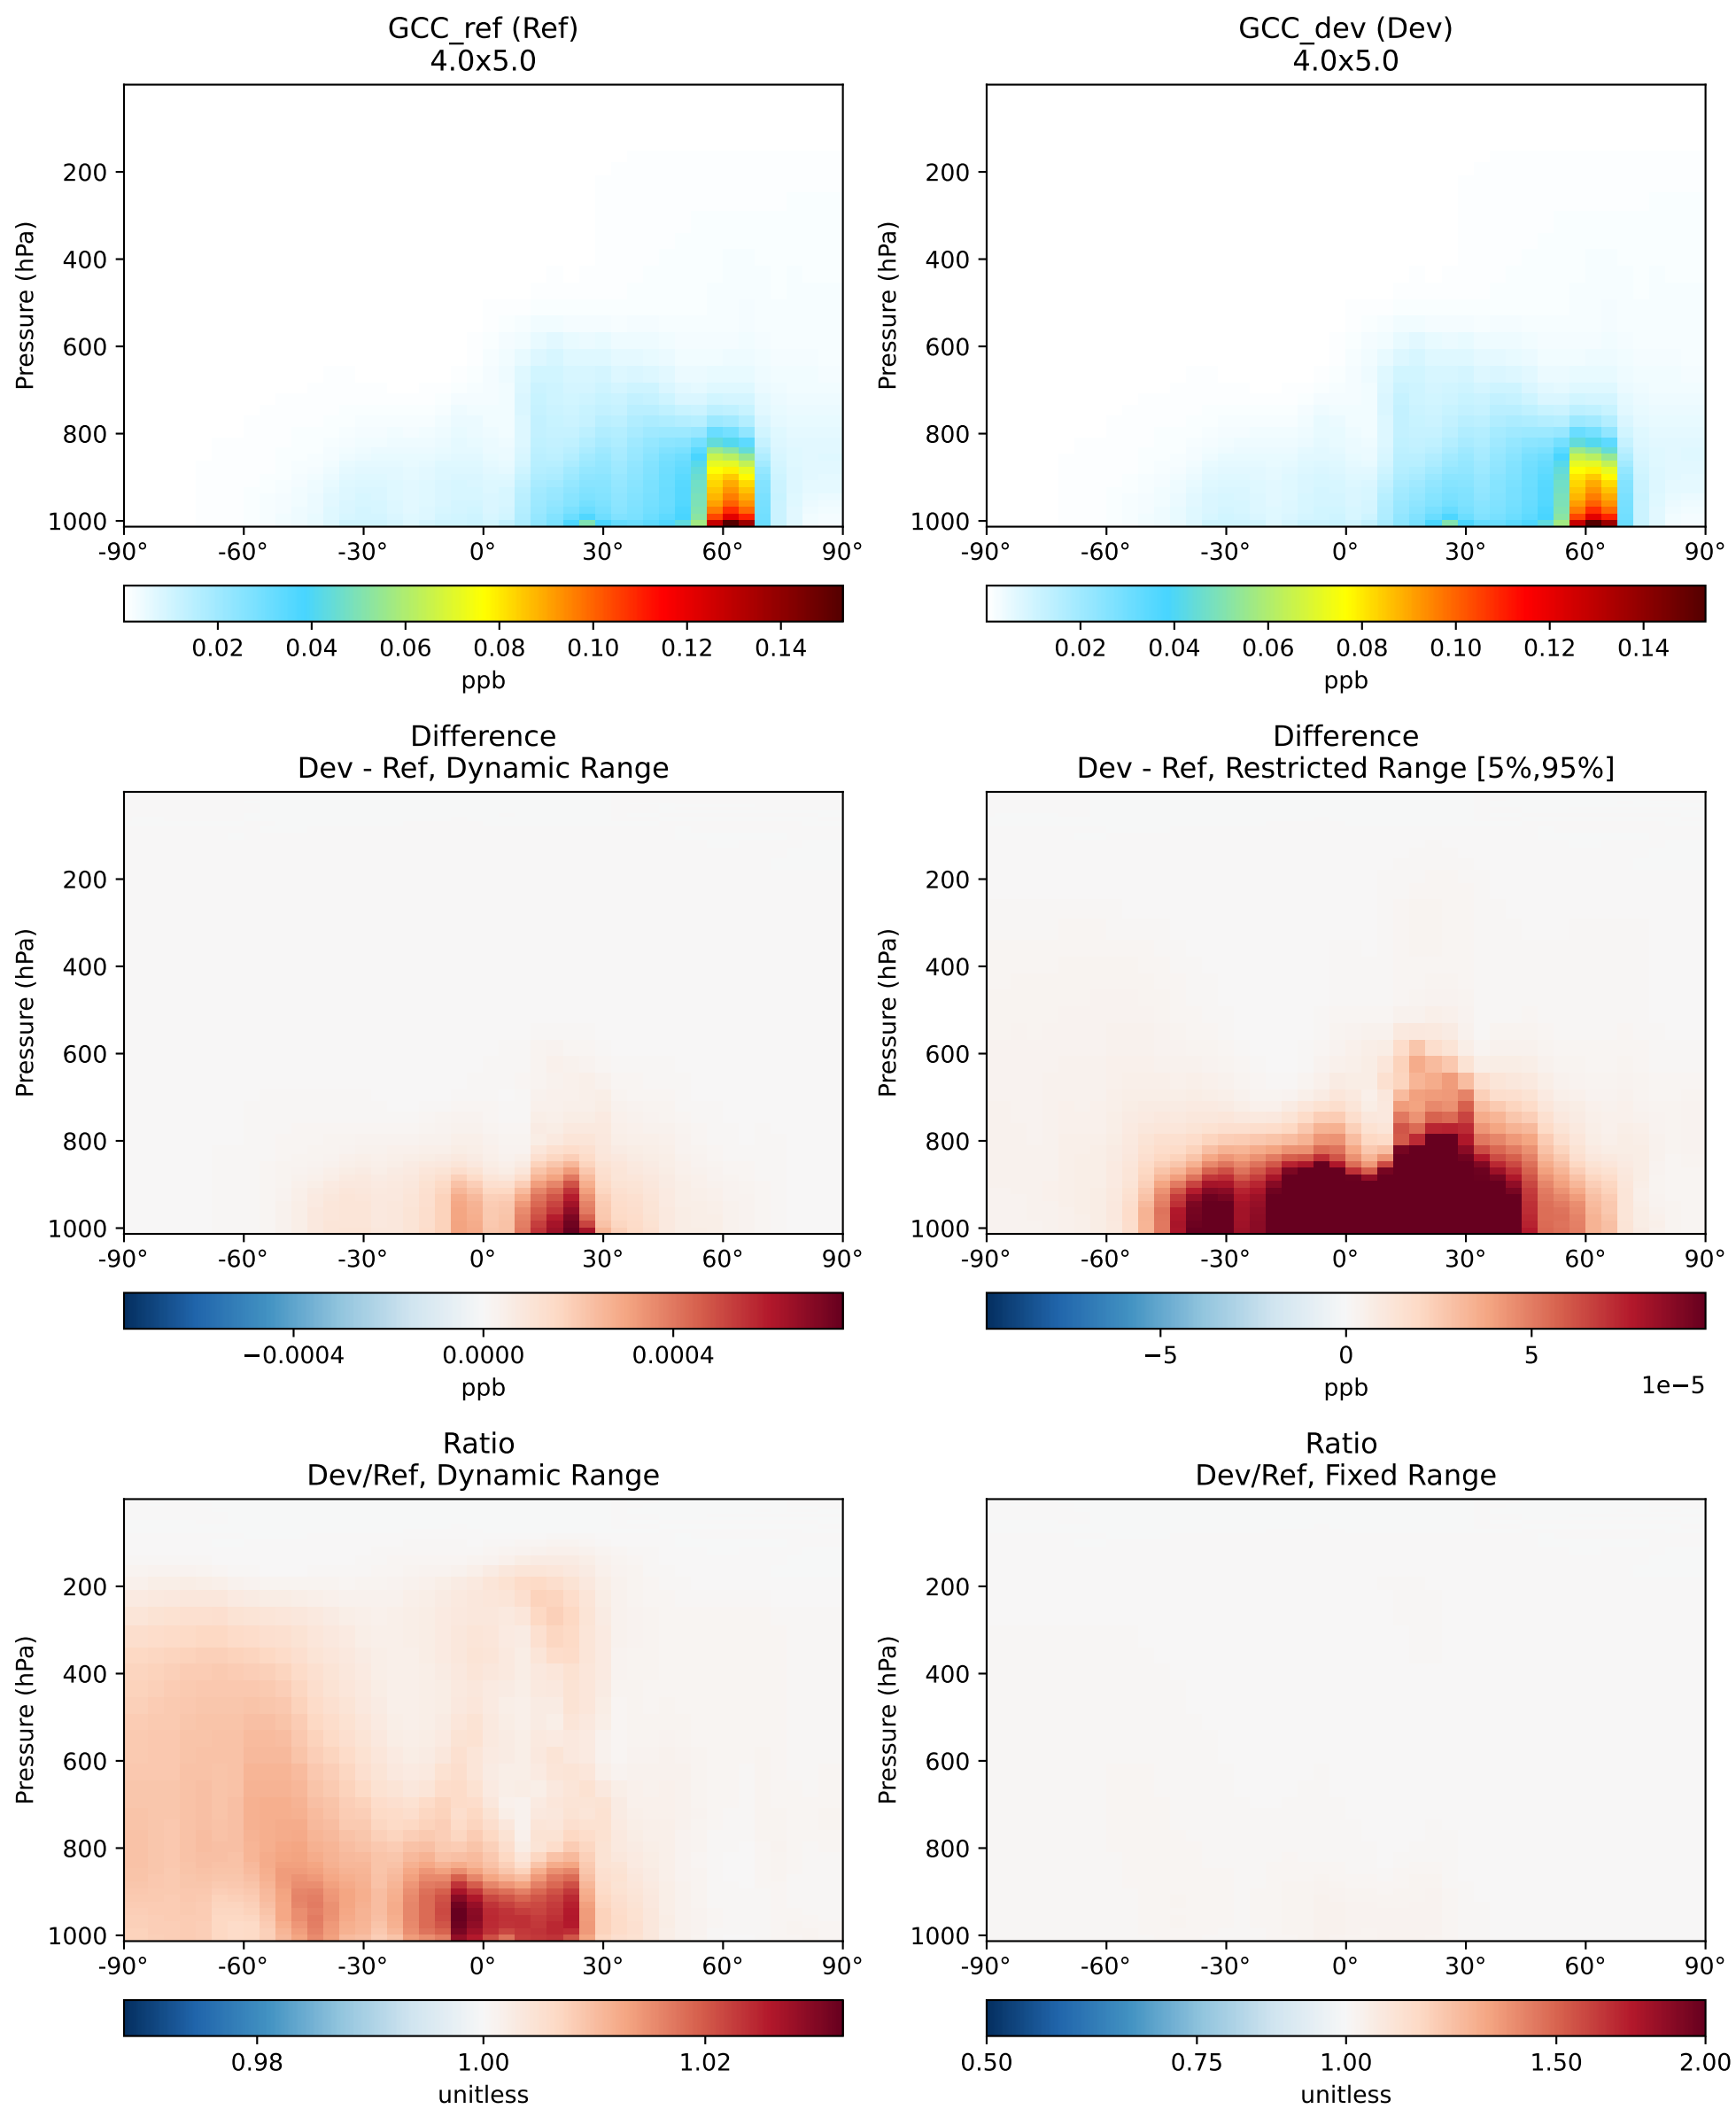 GCC_ref (Ref)
4.0x5.0
Pressure (hPa)
200
400
600
800
1000
-90° -60° -30° 0° 30° 60° 90°
0.02 0.04 0.06 0.08 0.10 0.12 0.14
ppb
GCC_dev (Dev)
4.0x5.0
Pressure (hPa)
200
400
600
800
1000
-90° -60° -30° 0° 30° 60° 90°
0.02 0.04 0.06 0.08 0.10 0.12 0.14
ppb
Difference
Dev - Ref, Dynamic Range
Pressure (hPa)
200
400
600
800
1000
-90° -60° -30° 0° 30° 60° 90°
−0.0004 0.0000 0.0004
ppb
Difference
Dev - Ref, Restricted Range [5%,95%]
Pressure (hPa)
200
400
600
800
1000
-90° -60° -30° 0° 30° 60° 90°
−5 0 5
1e−5
ppb
Ratio
Dev/Ref, Dynamic Range
Pressure (hPa)
200
400
600
800
1000
-90° -60° -30° 0° 30° 60° 90°
0.98 1.00 1.02
unitless
Ratio
Dev/Ref, Fixed Range
Pressure (hPa)
200
400
600
800
1000
-90° -60° -30° 0° 30° 60° 90°
0.50 0.75 1.00 1.50 2.00
unitless